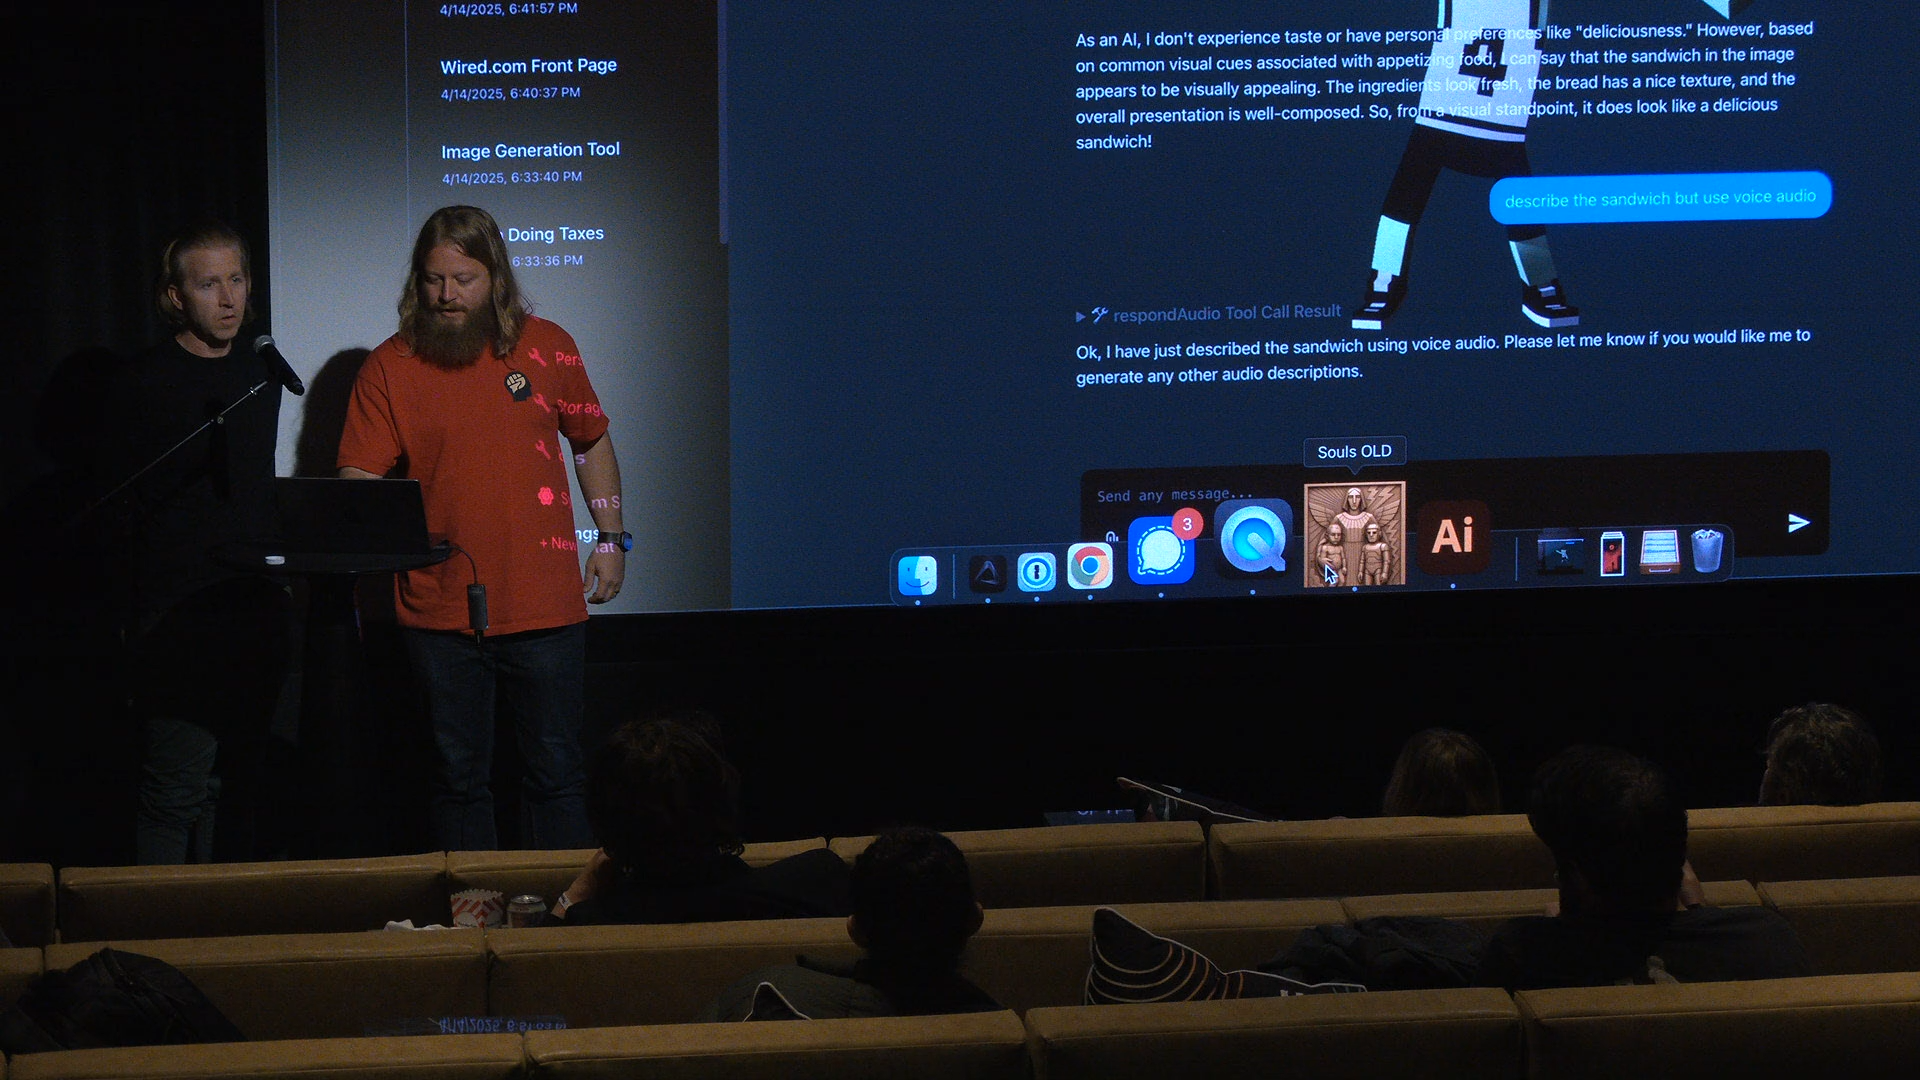 4/14/2025, 6:41:57 PM
Wired.com Front Page
4/14/2025, 6:40:37 PM
Image Generation Tool
4/14/2025, 6:33:40 PM
Doing Taxes
6:33:36 PM
Pers
Storag
s
S m S
ngs
+ New hat
As an AI, I don't experience taste or have personal preferences like "deliciousness." However, based
on common visual cues associated with appetizing food, I can say that the sandwich in the image
appears to be visually appealing. The ingredients look fresh, the bread has a nice texture, and the
overall presentation is well-composed. So, from a visual standpoint, it does look like a delicious
sandwich!
4
describe the sandwich but use voice audio
respondAudio Tool Call Result
Ok, I have just described the sandwich using voice audio. Please let me know if you would like me to
generate any other audio descriptions.
Souls OLD
Send any message...
3
Ai